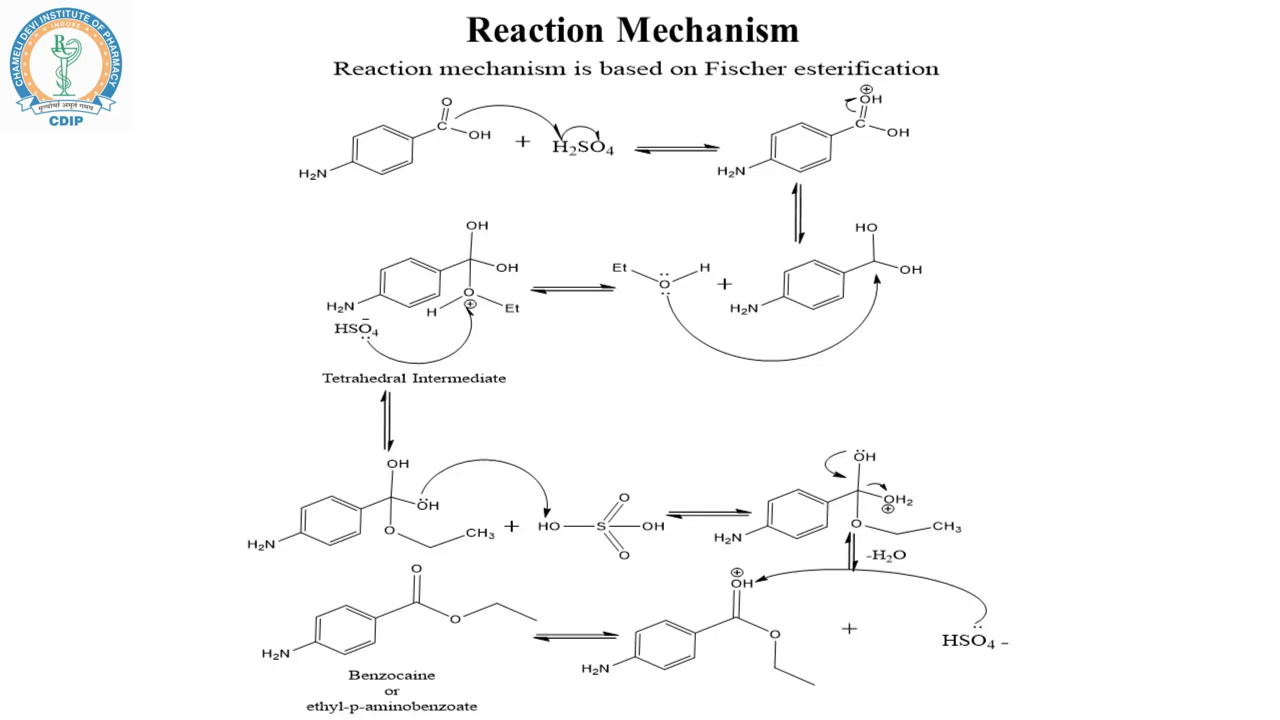 Reaction Mechanism
Reaction mechanism is based on Fischer esterification
CHAMELI DEVI INSTITUTE OF PHARMACY
INDORE
CDIP
O
C
OH
H₂N
+
H₂SO₄
⊕
OH
C
OH
H₂N
OH
OH
O
⊕
H
Et
H₂N
HSO₄⁻
Tetrahedral Intermediate
Et
O
H
+
HO
OH
H₂N
OH
OH
O
CH₃
H₂N
+
O
HO
S
OH
O
OH
OH₂
⊕
O
CH₃
H₂N
-H₂O
O
O
H₂N
Benzocaine
or
ethyl-p-aminobenzoate
⊕
OH
O
H₂N
+
HSO₄ –